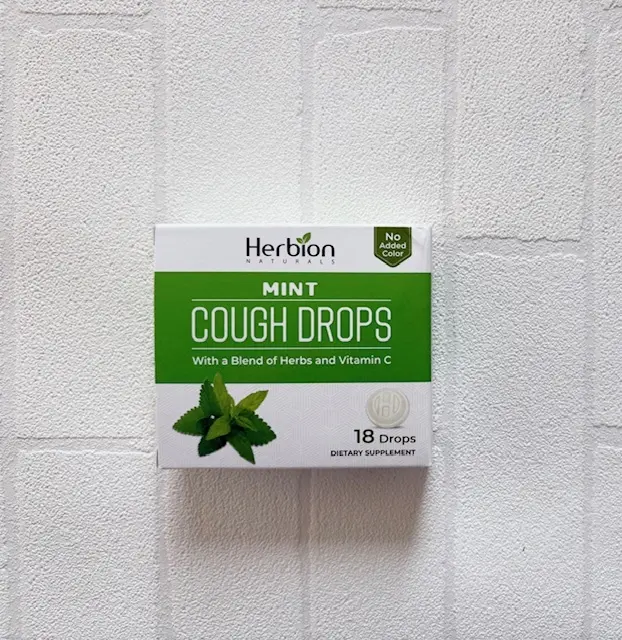 Herbion
NATURALS
No
Added
Color
MINT
COUGH DROPS
With a Blend of Herbs and Vitamin C
18 Drops
DIETARY SUPPLEMENT